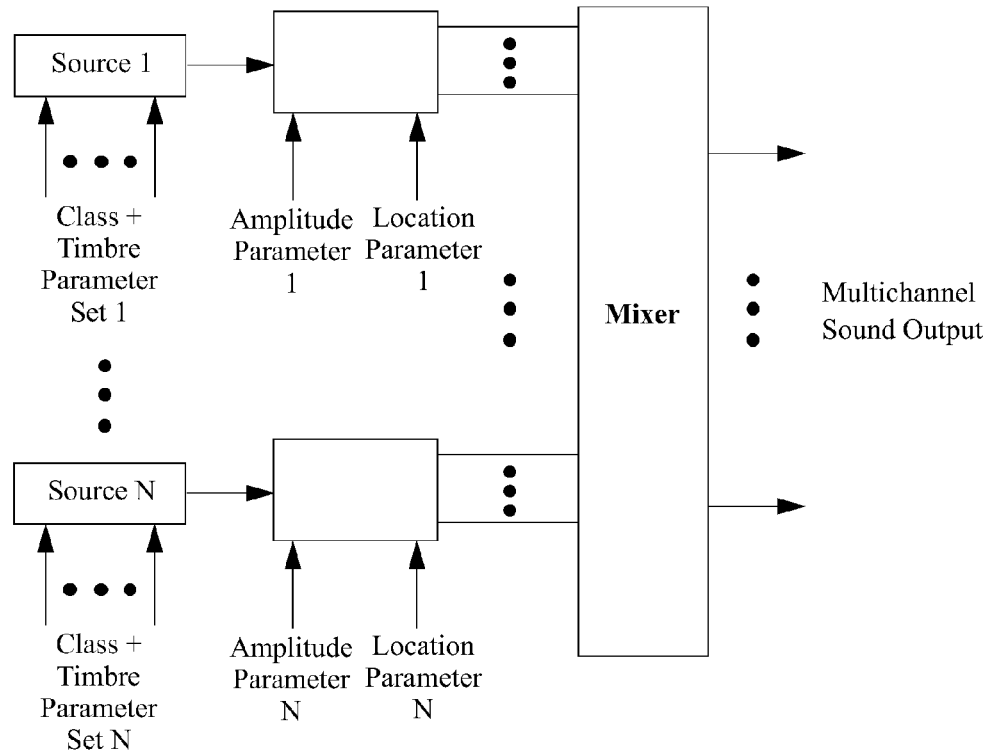 Source 1
Class +
Timbre
Parameter
Set 1
Amplitude
Parameter
1
Location
Parameter
1
Mixer
Multichannel
Sound Output
Source N
Class +
Timbre
Parameter
Set N
Amplitude
Parameter
N
Location
Parameter
N